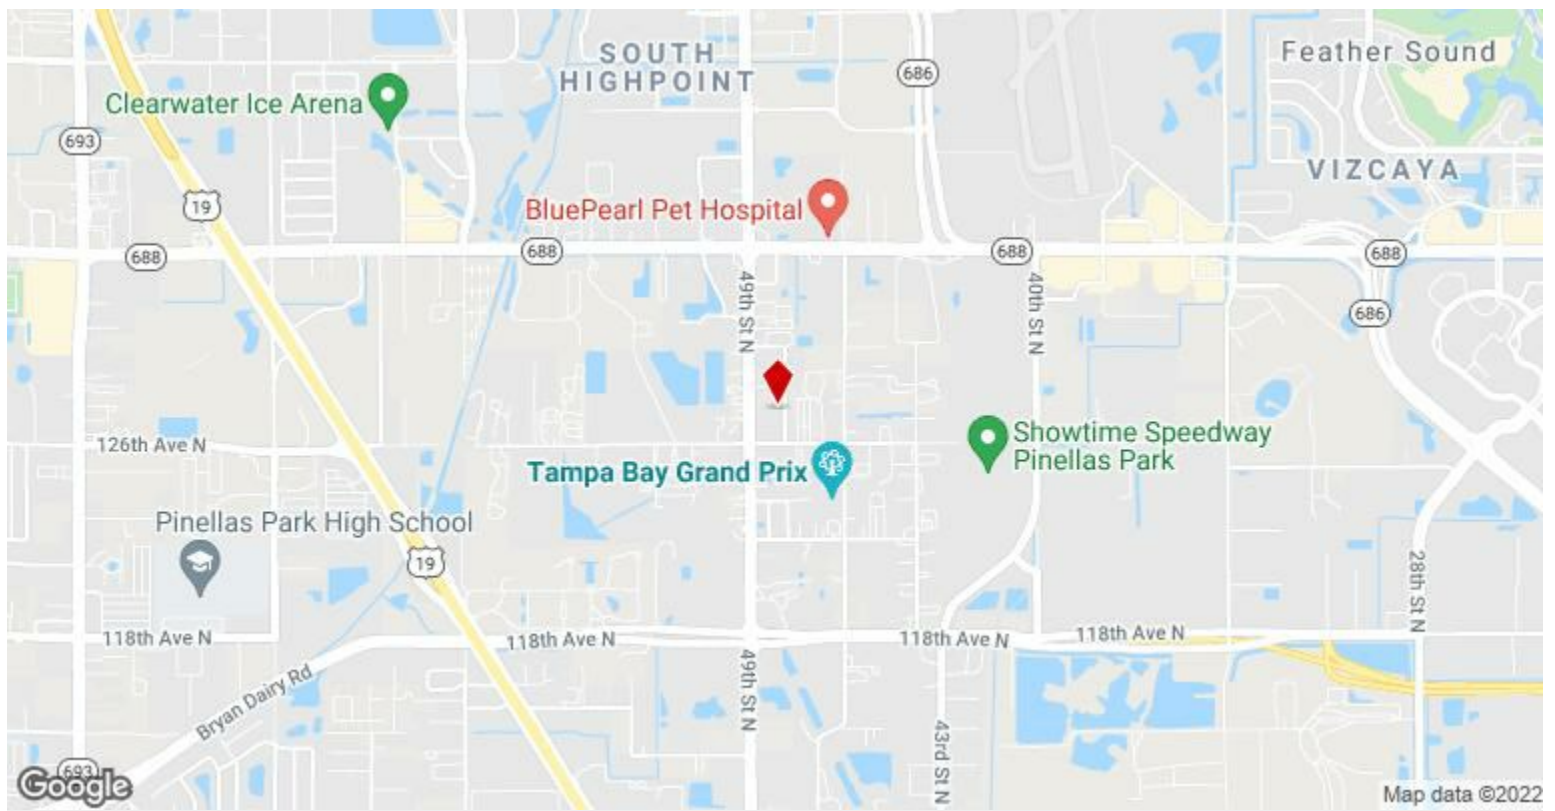 SOUTH
HIGHPOINT
Feather Sound
686
Clearwater Ice Arena
693
VIZCAYA
19
BluePearl Pet Hospital
688
688
688
688
49th St N
40th St N
686
126th Ave N
Showtime Speedway
Pinellas Park
Tampa Bay Grand Prix
Pinellas Park High School
19
28th St N
118th Ave N
118th Ave N
118th Ave N
118th Ave N
Bryan Dairy Rd
49th St N
43rd St N
693
Google
Map data ©2022